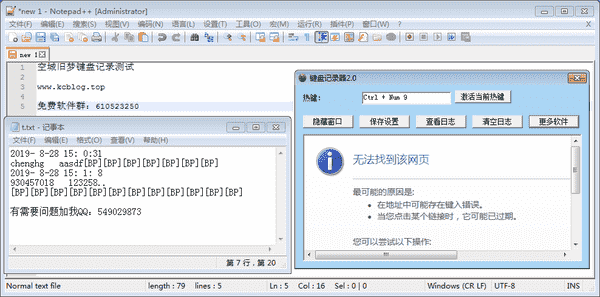 *new 1 - Notepad++ [Administrator]
文件(F) 编辑(E) 搜索(S) 视图(V) 编码(N) 语言(L) 设置(T) 工具(O) 宏(M) 运行(R) 插件(P) 窗口(W) ?
X
new 1
1 空城旧梦键盘记录测试
2
3 www.kcblog.top
4
5 免费软件群：610523250
t.txt - 记事本
文件(F) 编辑(E) 格式(O) 查看(V) 帮助(H)
2019- 8-28 15: 0:31
chenghg aasdf[BP][BP][BP][BP][BP][BP][BP]
2019- 8-28 15: 1: 8
930457018 123258..
[BP][BP][BP][BP][BP][BP][BP][BP][BP][BP]
有需要问题加我QQ：549029873
第 7 行，第 20
键盘记录器2.0
热键：
Ctrl + Num 9
激活当前热键
隐藏窗口 保存设置 查看日志 清空日志 更多软件
无法找到该网页
最可能的原因是:
• 在地址中可能存在键入错误。
• 当您点击某个链接时，它可能已过期。
您可以尝试以下操作:
Normal text file length : 79 lines : 5 Ln : 5 Col : 16 Sel : 0 | 0 Windows (CR LF) UTF-8 INS